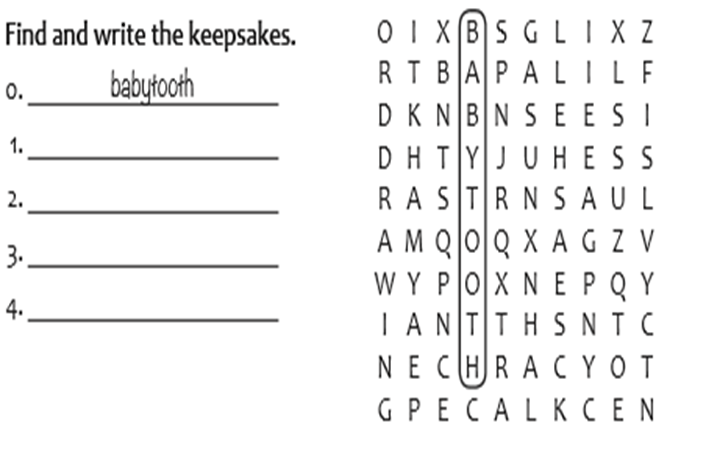 Find and write the keepsakes.
0. babytooth
1.
2.
3.
4.
O I X B S G L I X Z
R T B A P A L I L F
D K N B N S E E S I
D H T Y J U H E S S
R A S T R N S A U L
A M Q O Q X A G Z V
W Y P O X N E P Q Y
I A N T T H S N T C
N E C H R A C Y O T
G P E C A L K C E N